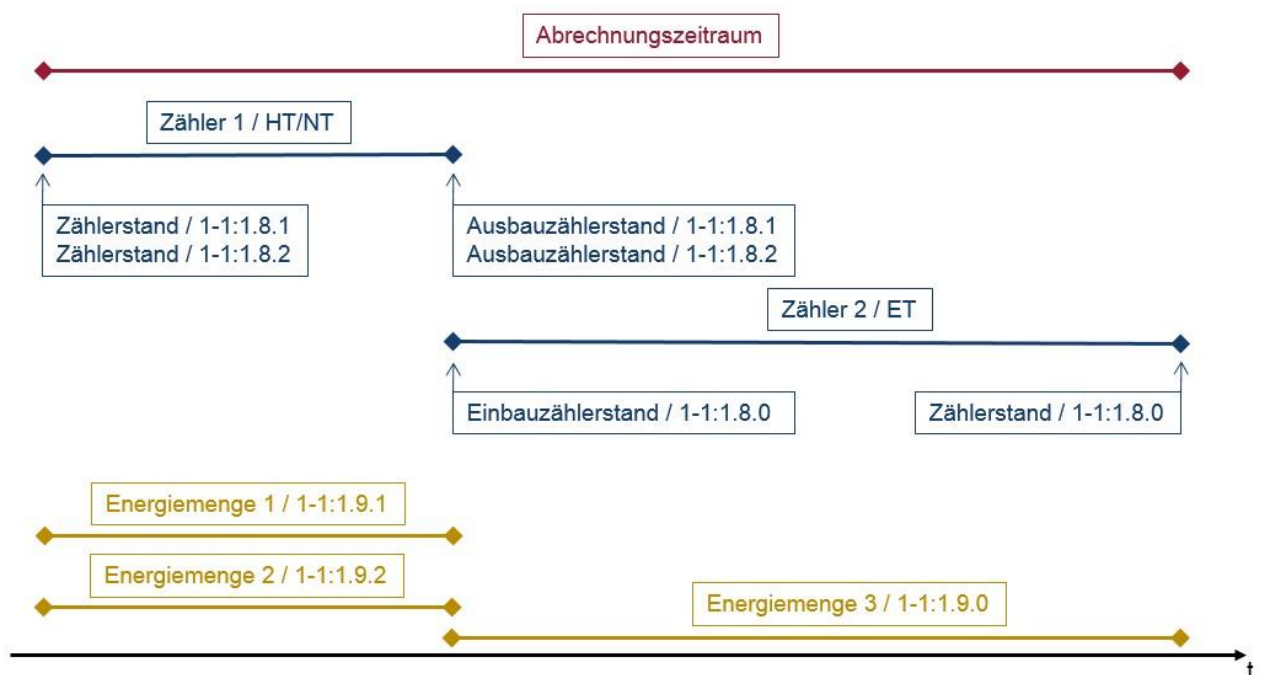 Abrechnungszeitraum
Zähler 1 / HT/NT
Zählerstand / 1-1:1.8.1
Zählerstand / 1-1:1.8.2
Ausbauzählerstand / 1-1:1.8.1
Ausbauzählerstand / 1-1:1.8.2
Zähler 2 / ET
Einbauzählerstand / 1-1:1.8.0
Zählerstand / 1-1:1.8.0
Energiemenge 1 / 1-1:1.9.1
Energiemenge 2 / 1-1:1.9.2
Energiemenge 3 / 1-1:1.9.0
t